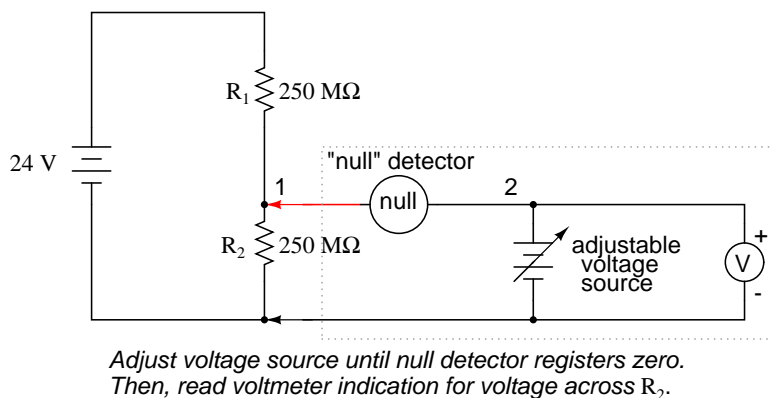 R1 250 MΩ
"null" detector
24 V
1
null
2
R2 250 MΩ
adjustable
voltage
source
+
V
-
Adjust voltage source until null detector registers zero.
Then, read voltmeter indication for voltage across R2.